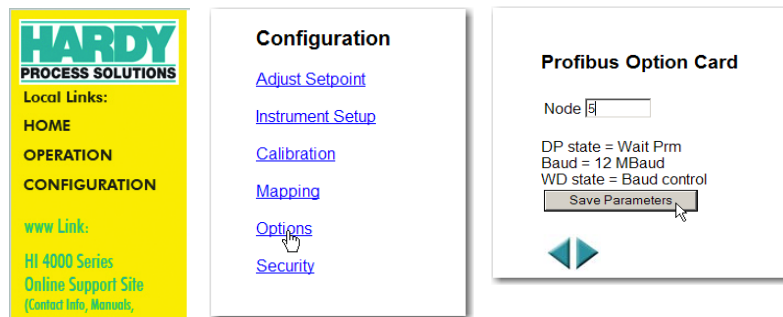 HARDY
PROCESS SOLUTIONS
Local Links:
HOME
OPERATION
CONFIGURATION
www Link:
HI 4000 Series
Online Support Site
(Contact Info, Manuals,
Configuration
Adjust Setpoint
Instrument Setup
Calibration
Mapping
Options
Security
Profibus Option Card
Node 5
DP state = Wait Prm
Baud = 12 MBaud
WD state = Baud control
Save Parameters